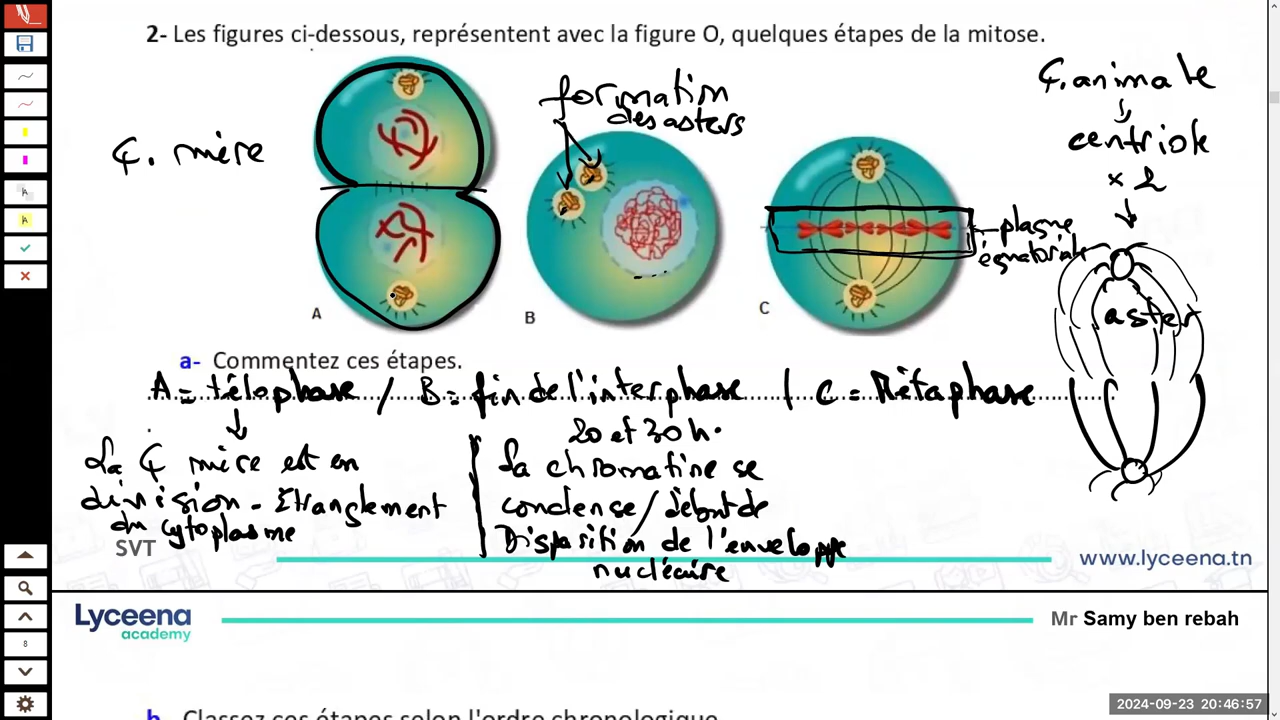 2- Les figures ci-dessous, représentent avec la figure O, quelques étapes de la mitose.
₵. animale
centriole
× 2
aster
₵. mère
formation
des asters
plaque
équatoriale
A
B
C
a- Commentez ces étapes.
A = télophase / B = fin de l'interphase / C = Métaphase
20 et 30 h.
La ₵ mère est en
division - Etranglement
du cytoplasme
La chromatine se
condense / début de
Disparition de l'enveloppe
nucléaire
SVT
www.lyceena.tn
Lyceena
academy
Mr Samy ben rebah
8
b- Classez ces étapes selon l'ordre chronologique
2024-09-23 20:46:57